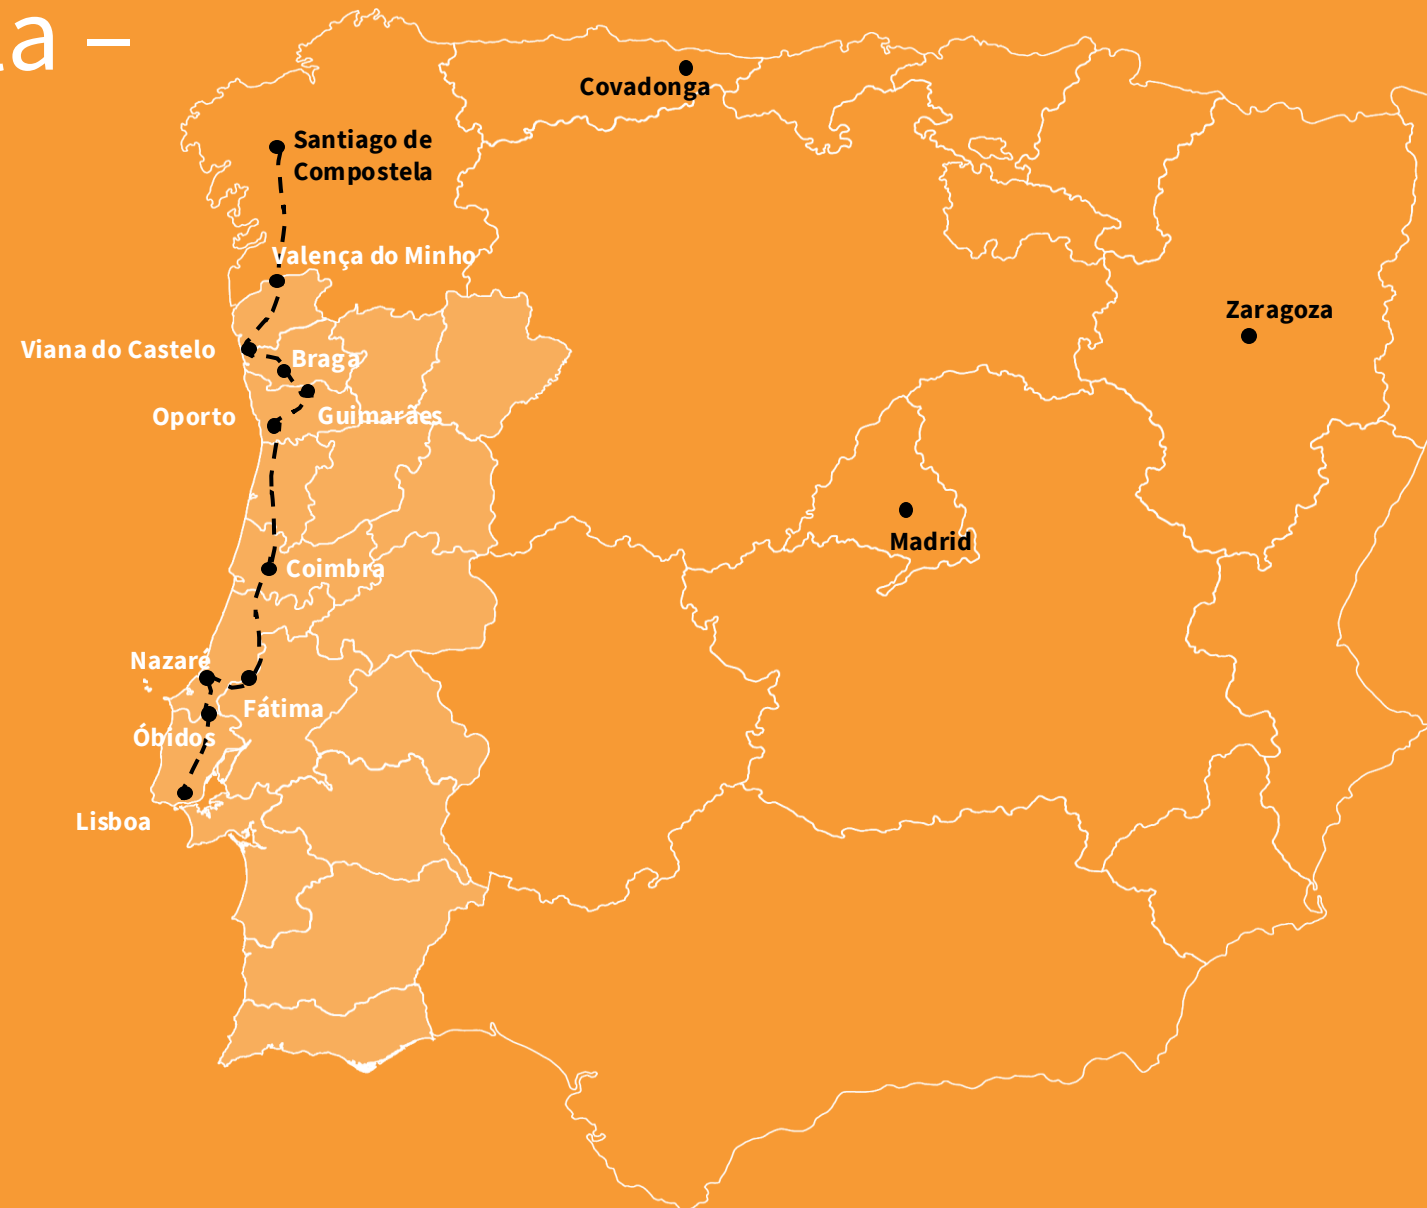 a –
Covadonga
Santiago de
Compostela
Valença do Minho
Zaragoza
Viana do Castelo
Braga
Oporto
Guimarães
Madrid
Coimbra
Nazaré
Fátima
Óbidos
Lisboa